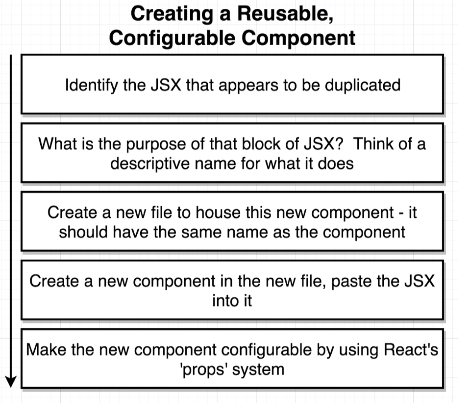 Creating a Reusable,
Configurable Component
Identify the JSX that appears to be duplicated
What is the purpose of that block of JSX?  Think of a
descriptive name for what it does
Create a new file to house this new component - it
should have the same name as the component
Create a new component in the new file, paste the JSX
into it
Make the new component configurable by using React's
'props' system